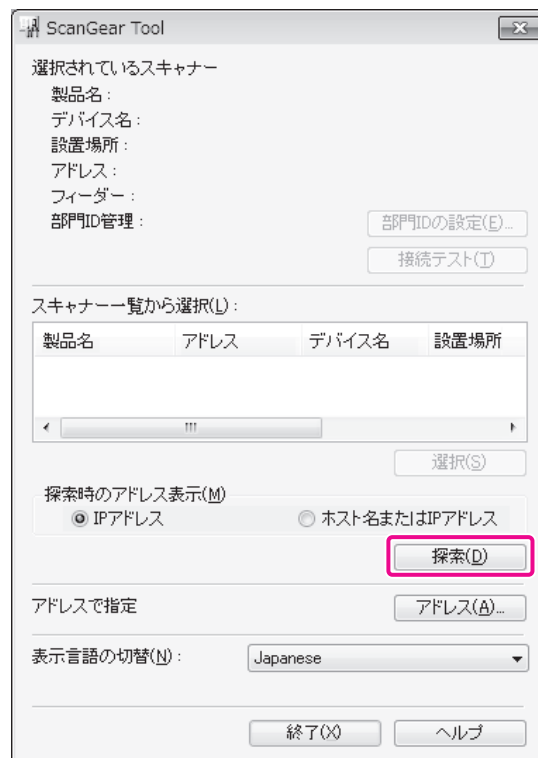 ScanGear Tool
選択されているスキャナー
製品名：
デバイス名：
設置場所：
アドレス：
フィーダー：
部門ID管理：
部門IDの設定(E)...
接続テスト(T)
スキャナー一覧から選択(L)：
製品名 アドレス デバイス名 設置場所
選択(S)
探索時のアドレス表示(M)
IPアドレス ホスト名またはIPアドレス
探索(D)
アドレスで指定 アドレス(A)...
表示言語の切替(N)： Japanese
終了(X) ヘルプ